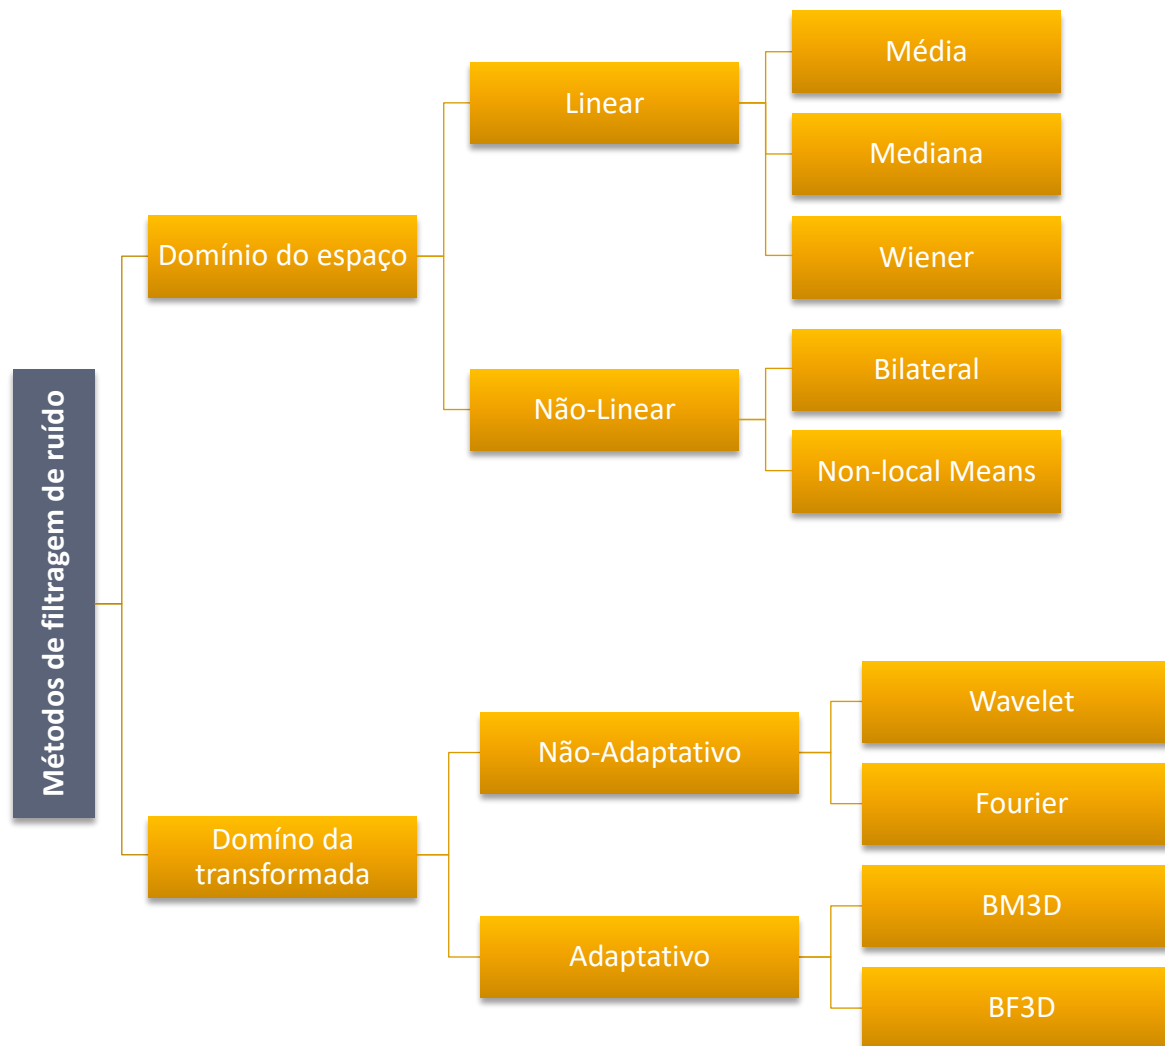 Métodos de filtragem de ruído
Domínio do espaço
Linear
Média
Mediana
Wiener
Não-Linear
Bilateral
Non-local Means
Domíno da
transformada
Não-Adaptativo
Wavelet
Fourier
Adaptativo
BM3D
BF3D